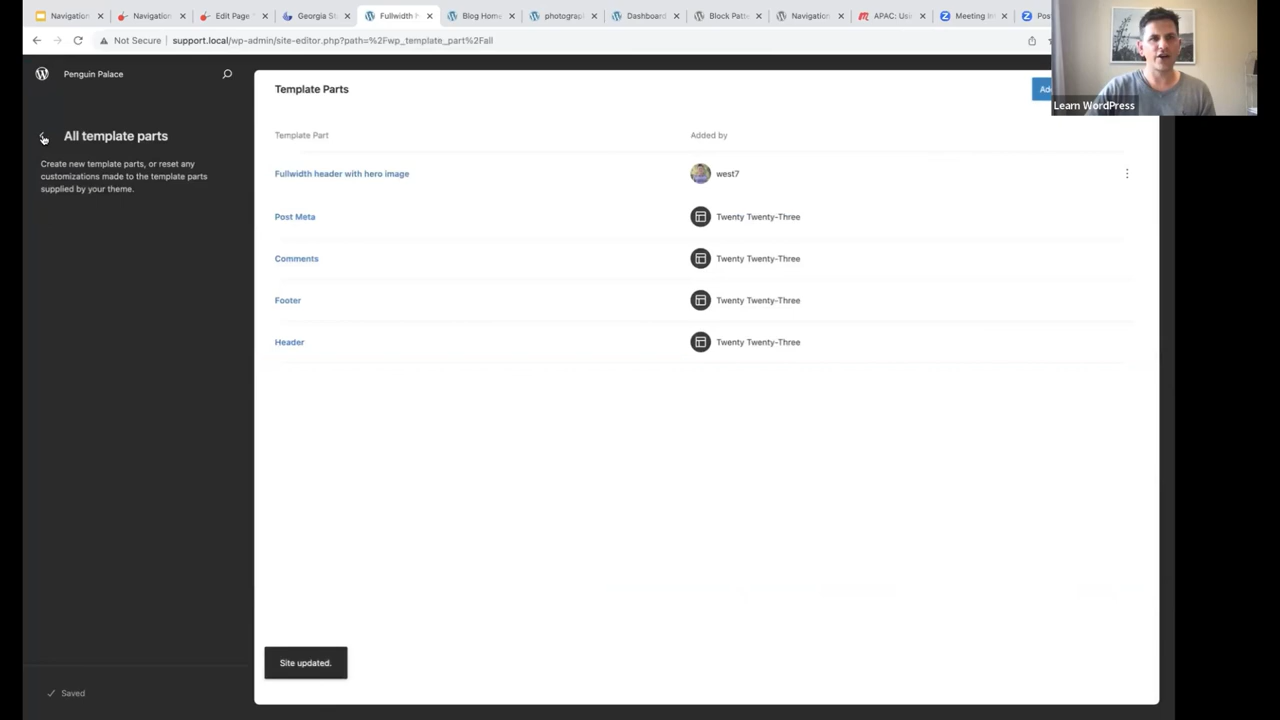 Navigation
Navigation
Edit Page
Georgia St
Fullwidth h
Blog Home
photograp
Dashboard
Block Patt
Navigation
APAC: Usi
Meeting In
Pos
Not Secure
support.local/wp-admin/site-editor.php?path=%2Fwp_template_part%2Fall
Learn WordPress
Penguin Palace
Template Parts
Ad
All template parts
Create new template parts, or reset any
customizations made to the template parts
supplied by your theme.
Template Part
Added by
Fullwidth header with hero image
west7
Post Meta
Twenty Twenty-Three
Comments
Twenty Twenty-Three
Footer
Twenty Twenty-Three
Header
Twenty Twenty-Three
Site updated.
Saved